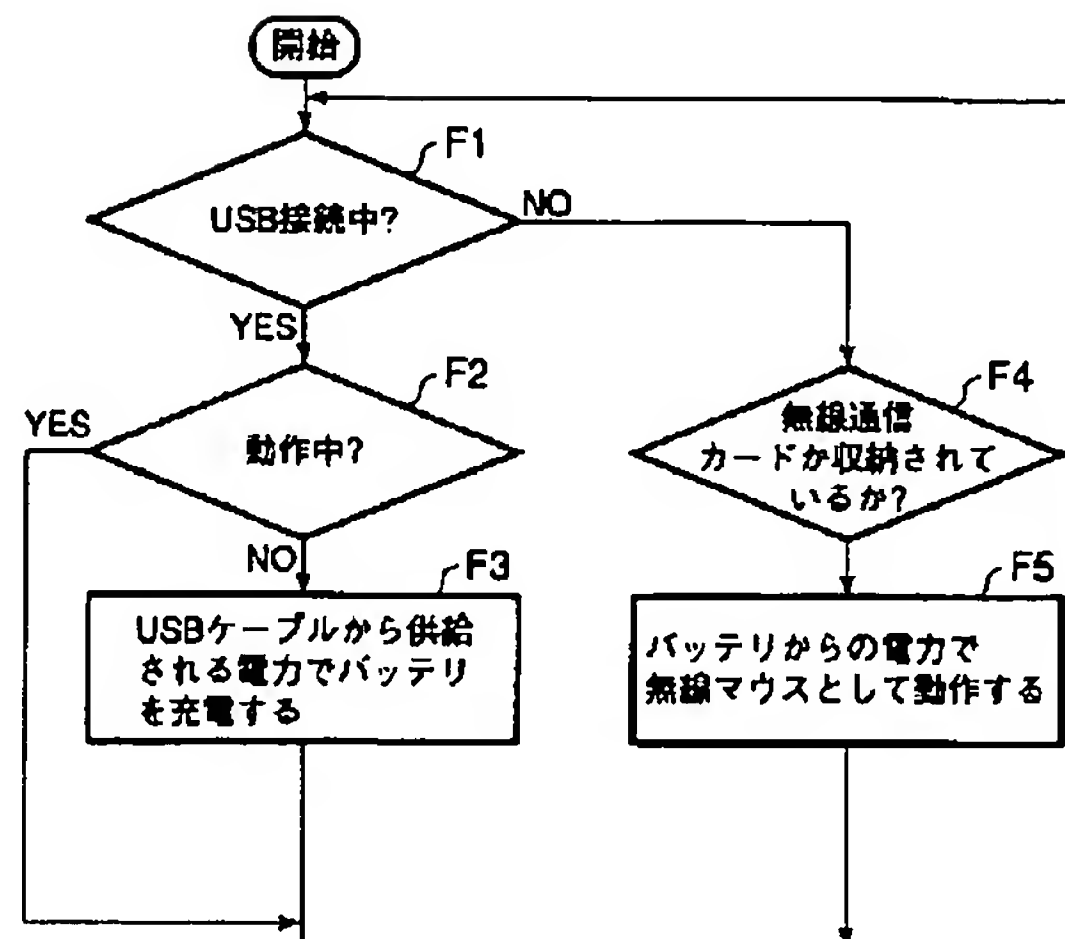 開始
F1
USB接続中?
NO
YES
F2
YES
動作中?
NO
F3
USBケーブルから供給
される電力でバッテリ
を充電する
F4
無線通信
カードが収納されて
いるか?
F5
バッテリからの電力で
無線マウスとして動作する